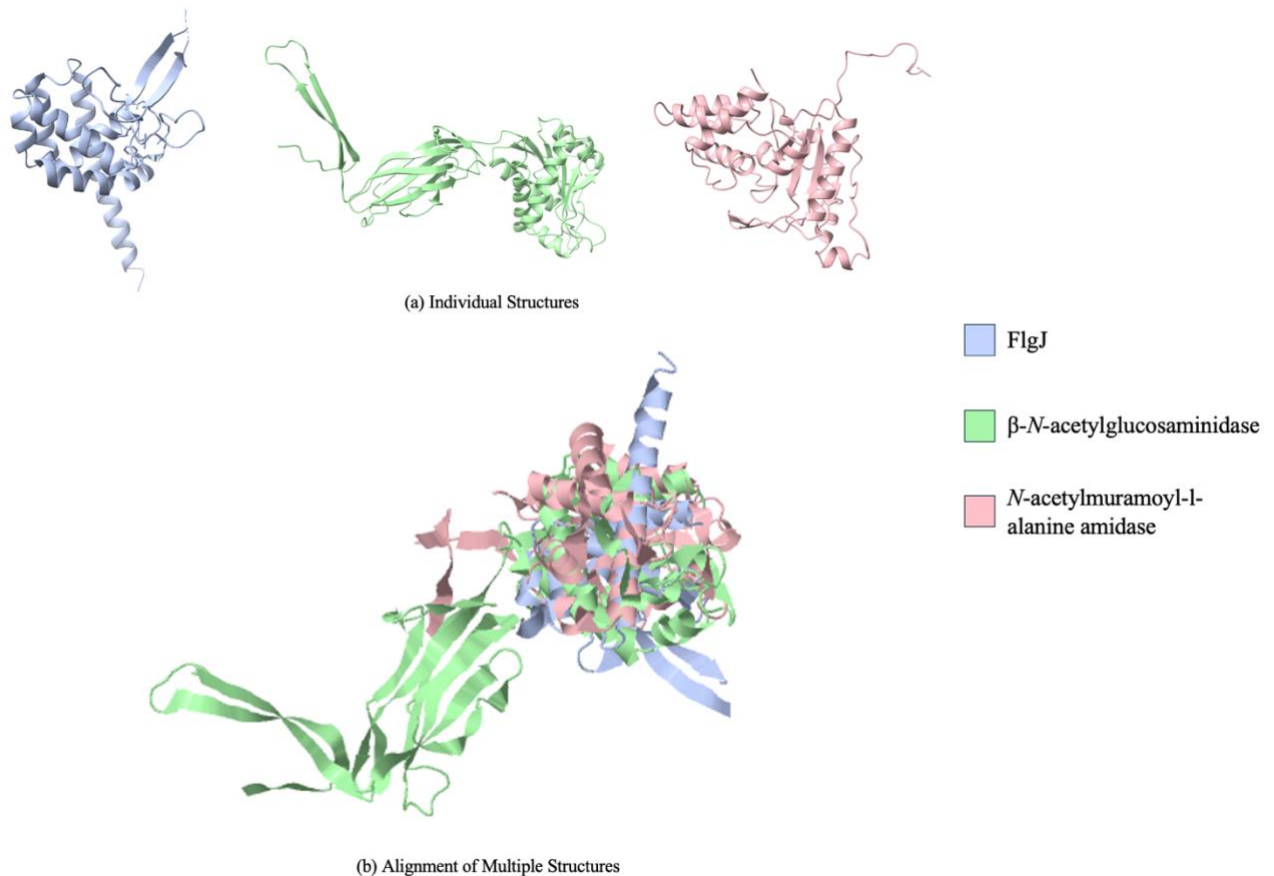 (a) Individual Structures
FlgJ
β-N-acetylglucosaminidase
N-acetylmuramoyl-l-
alanine amidase
(b) Alignment of Multiple Structures